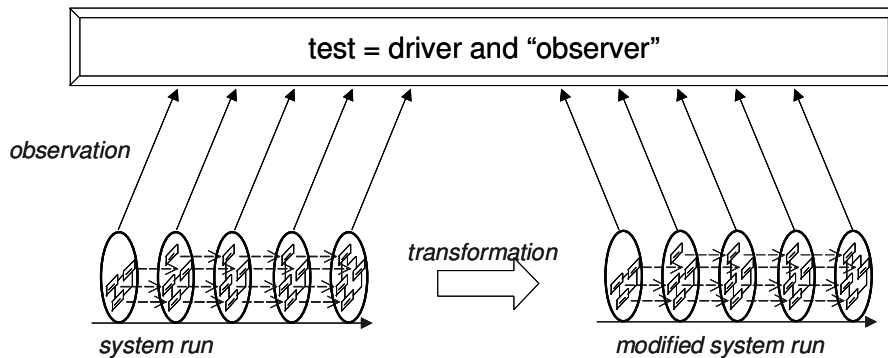 test = driver and “observer”
observation
transformation
system run
modified system run